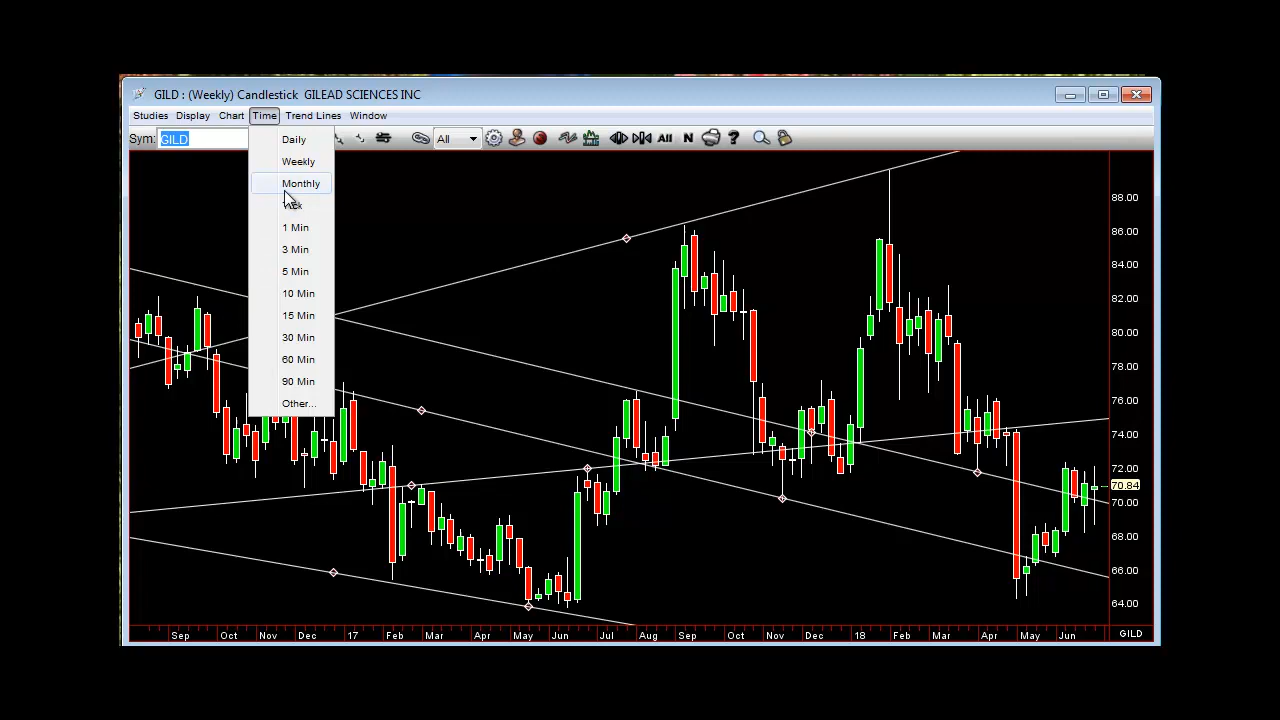 GILD : (Weekly) Candlestick GILEAD SCIENCES INC
Studies Display Chart Time Trend Lines Window
Sym: GILD All All N ?
Daily
Weekly
Monthly
1 Min
3 Min
5 Min
10 Min
15 Min
30 Min
60 Min
90 Min
Other...
88.00
86.00
84.00
82.00
80.00
78.00
76.00
74.00
72.00
70.84
70.00
68.00
66.00
64.00
Sep Oct Nov Dec 17 Feb Mar Apr May Jun Jul Aug Sep Oct Nov Dec 18 Feb Mar Apr May Jun GILD